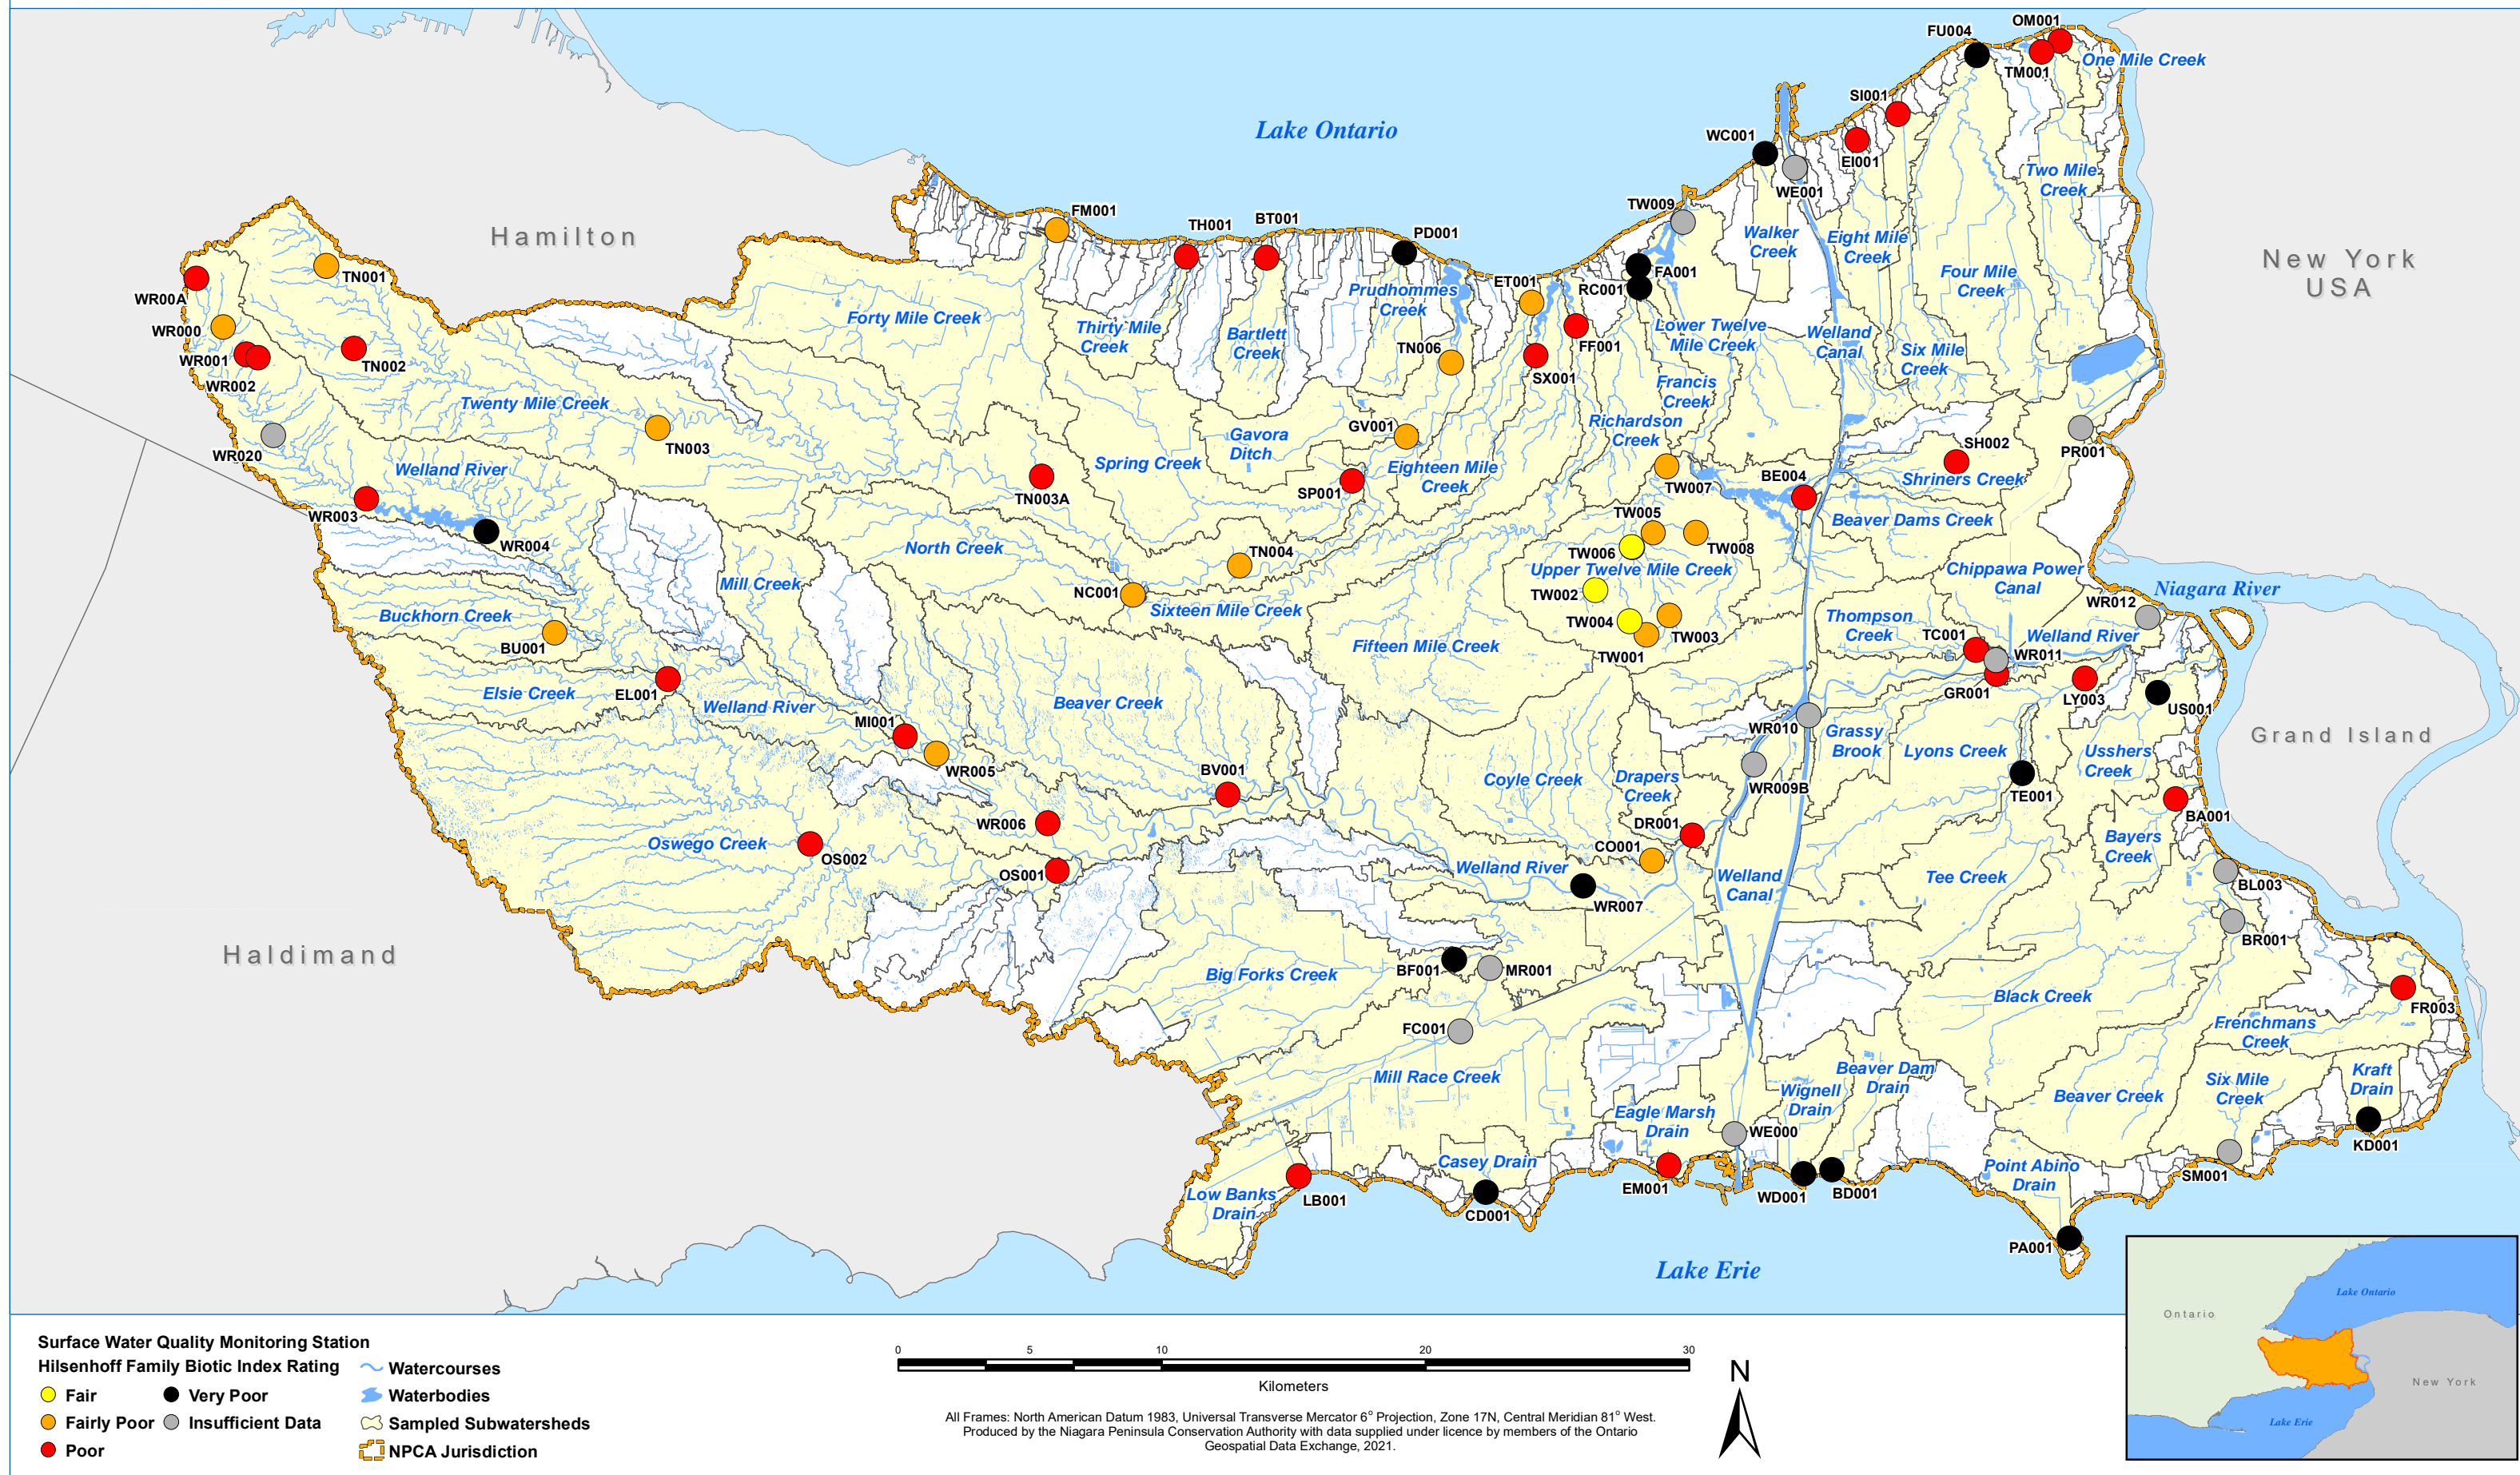 OM001
FU004
TM001
One Mile Creek
SI001
Lake Ontario
WC001
EI001
WE001
Two Mile
Creek
Hamilton
FM001
TH001
BT001
PD001
TW009
Walker
Creek
Eight Mile
Creek
New York
USA
TN001
WR00A
ET001
RC001
FA001
Four Mile
Creek
Prudhommes
Creek
WR000
Forty Mile Creek
Thirty Mile
Creek
Bartlett
Creek
Lower Twelve
Mile Creek
Welland
Canal
TN006
FF001
Six Mile
Creek
WR001
TN002
WR002
SX001
Francis
Creek
Twenty Mile Creek
Richardson
Creek
GV001
TN003
Gavora
Ditch
SH002
PR001
WR020
Welland River
Spring Creek
Eighteen Mile
Creek
BE004
Shriners Creek
TN003A
SP001
TW007
WR003
TW005
Beaver Dams Creek
WR004
North Creek
TN004
TW006
TW008
Upper Twelve Mile Creek
Chippawa Power
Canal
Mill Creek
NC001
Sixteen Mile Creek
TW002
Niagara River
WR012
Buckhorn Creek
TW004
Thompson
Creek
TC001
Welland River
BU001
Fifteen Mile Creek
TW003
TW001
WR011
Elsie Creek
EL001
Welland River
Beaver Creek
GR001
LY003
US001
MI001
WR010
Grassy
Brook
Lyons Creek
Usshers
Creek
Grand Island
WR005
BV001
Coyle Creek
Drapers
Creek
WR009B
TE001
WR006
DR001
BA001
Oswego Creek
OS002
CO001
Bayers
Creek
OS001
Welland River
Welland
Canal
Tee Creek
BL003
WR007
Haldimand
BR001
Big Forks Creek
BF001
MR001
Black Creek
FR003
FC001
Frenchmans
Creek
Mill Race Creek
Beaver Dam
Drain
Wignell
Drain
Six Mile
Creek
Kraft
Drain
Beaver Creek
Eagle Marsh
Drain
WE000
KD001
Casey Drain
Point Abino
Drain
SM001
Low Banks
Drain
LB001
EM001
WD001
BD001
CD001
PA001
Lake Erie
Surface Water Quality Monitoring Station
Hilsenhoff Family Biotic Index Rating
Fair
Very Poor
Fairly Poor
Insufficient Data
Poor
Watercourses
Waterbodies
Sampled Subwatersheds
NPCA Jurisdiction
0 5 10 20 30
Kilometers
N
All Frames: North American Datum 1983, Universal Transverse Mercator 6° Projection, Zone 17N, Central Meridian 81° West.
Produced by the Niagara Peninsula Conservation Authority with data supplied under licence by members of the Ontario
Geospatial Data Exchange, 2021.
Lake Ontario
Ontario
New York
Lake Erie